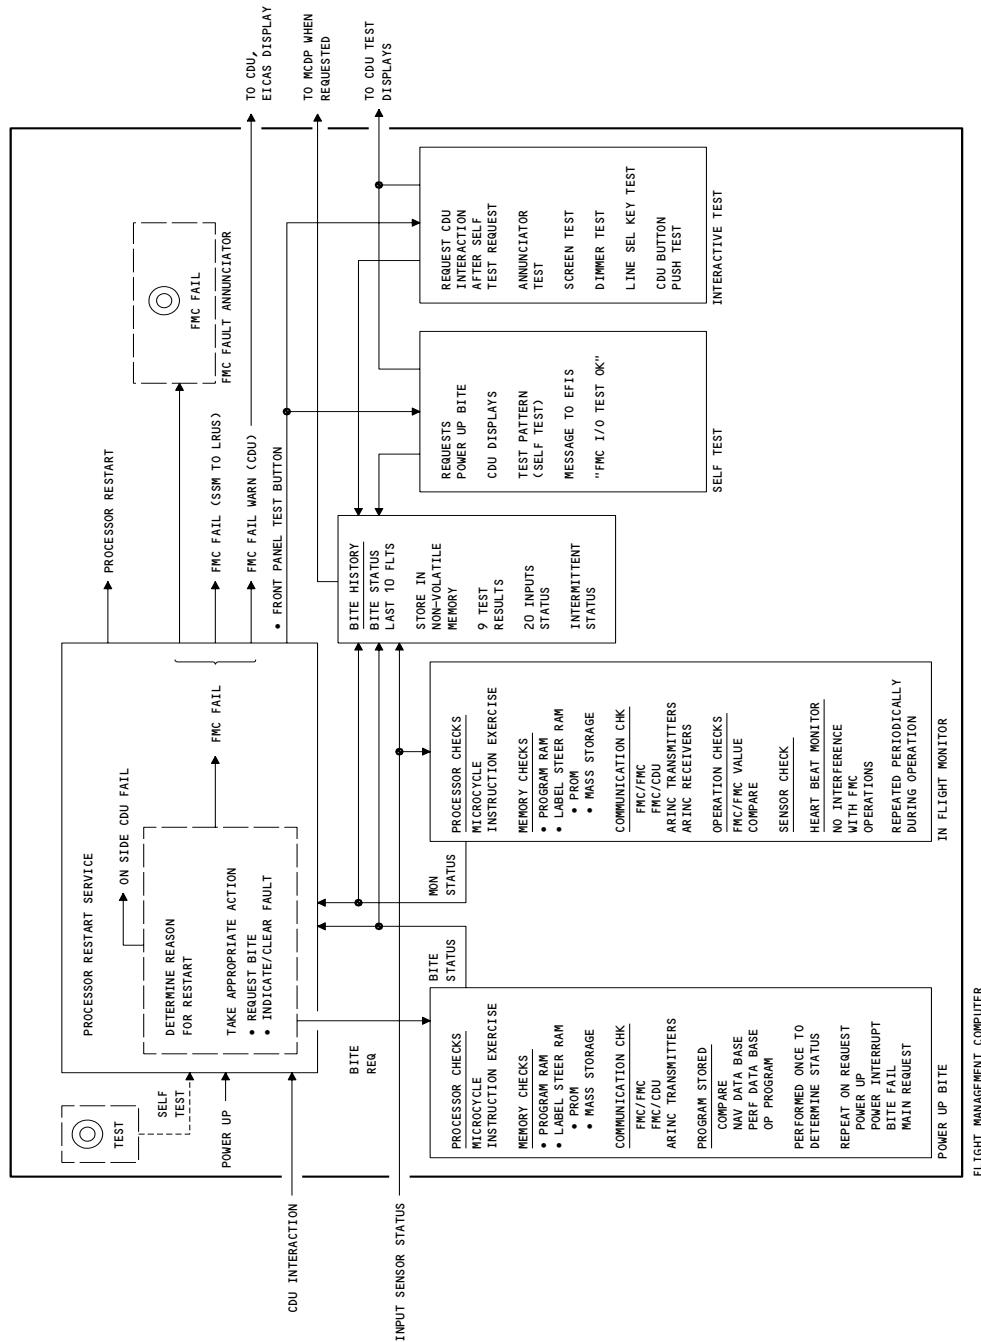 TEST
SELF
TEST
POWER UP
CDU INTERACTION
INPUT SENSOR STATUS
PROCESSOR RESTART SERVICE
ON SIDE CDU FAIL
DETERMINE REASON
FOR RESTART
TAKE APPROPRIATE ACTION
• REQUEST BITE
• INDICATE/CLEAR FAULT
FMC FAIL
BITE
REQ
PROCESSOR RESTART
FMC FAIL
FMC FAULT ANNUNCIATOR
FMC FAIL (SSM TO LRUS)
FMC FAIL WARN (CDU)
• FRONT PANEL TEST BUTTON
TO CDU,
EICAS DISPLAY
TO MCDP WHEN
REQUESTED
TO CDU TEST
DISPLAYS
BITE
STATUS
PROCESSOR CHECKS
MICROCYCLE
INSTRUCTION EXERCISE
MEMORY CHECKS
• PROGRAM RAM
• LABEL STEER RAM
• PROM
• MASS STORAGE
COMMUNICATION CHK
FMC/FMC
FMC/CDU
ARINC TRANSMITTERS
PROGRAM STORED
COMPARE
NAV DATA BASE
PERF DATA BASE
OP PROGRAM
PERFORMED ONCE TO
DETERMINE STATUS
REPEAT ON REQUEST
POWER UP
POWER INTERRUPT
BITE FAIL
MAIN REQUEST
POWER UP BITE
MON
STATUS
PROCESSOR CHECKS
MICROCYCLE
INSTRUCTION EXERCISE
MEMORY CHECKS
• PROGRAM RAM
• LABEL STEER RAM
• PROM
• MASS STORAGE
COMMUNICATION CHK
FMC/FMC
FMC/CDU
ARINC TRANSMITTERS
ARINC RECEIVERS
OPERATION CHECKS
FMC/FMC VALUE
COMPARE
SENSOR CHECK
HEART BEAT MONITOR
NO INTERFERENCE
WITH FMC
OPERATIONS
REPEATED PERIODICALLY
DURING OPERATION
IN FLIGHT MONITOR
BITE HISTORY
BITE STATUS
LAST 10 FLTS
STORE IN
NON-VOLATILE
MEMORY
9 TEST
RESULTS
20 INPUTS
STATUS
INTERMITTENT
STATUS
REQUESTS
POWER UP BITE
CDU DISPLAYS
TEST PATTERN
(SELF TEST)
MESSAGE TO EFIS
"FMC I/O TEST OK"
SELF TEST
REQUEST CDU
INTERACTION
AFTER SELF
TEST REQUEST
ANNUNCIATOR
TEST
SCREEN TEST
DIMMER TEST
LINE SEL KEY TEST
CDU BUTTON
PUSH TEST
INTERACTIVE TEST
FLIGHT MANAGEMENT COMPUTER